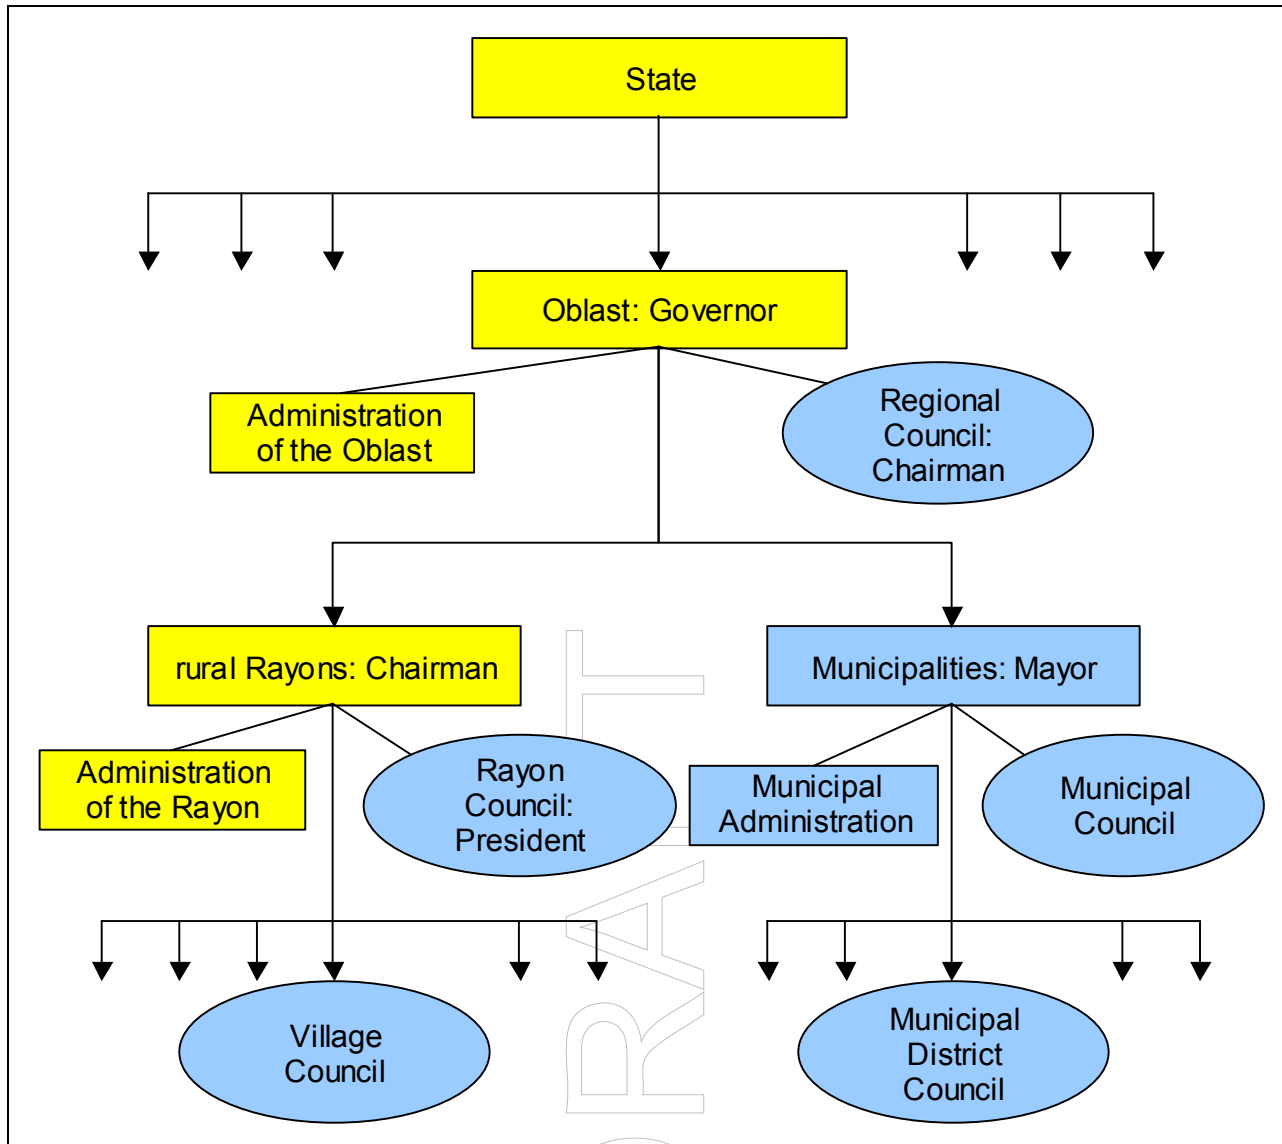 State
Oblast: Governor
Administration
of the Oblast
Regional
Council:
Chairman
rural Rayons: Chairman
Municipalities: Mayor
Administration
of the Rayon
Rayon
Council:
President
Municipal
Administration
Municipal
Council
Village
Council
Municipal
District
Council